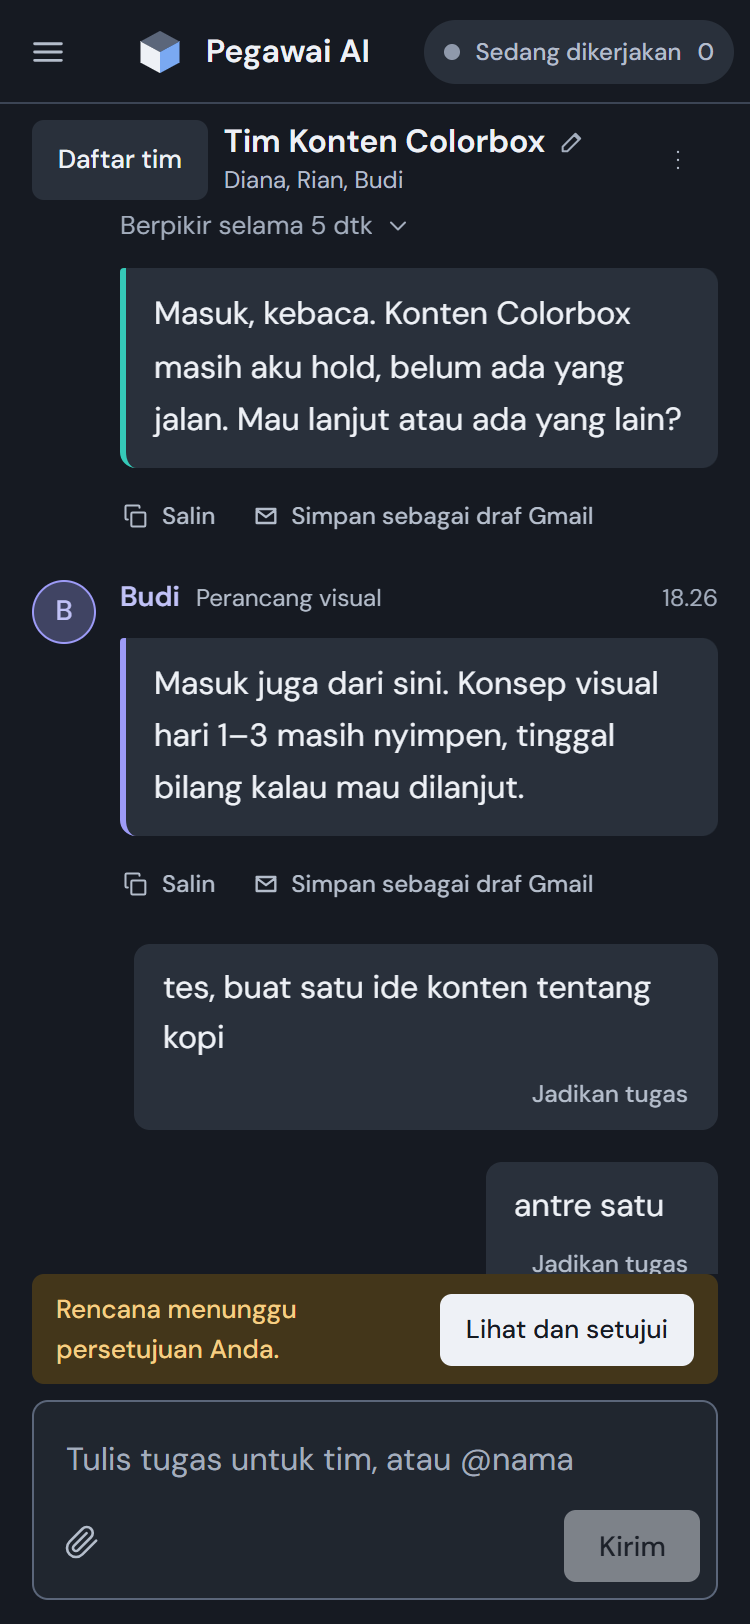 Pegawai AI
Sedang dikerjakan 0
Daftar tim
Tim Konten Colorbox
Diana, Rian, Budi
Berpikir selama 5 dtk
Masuk, kebaca. Konten Colorbox
masih aku hold, belum ada yang
jalan. Mau lanjut atau ada yang lain?
Salin
Simpan sebagai draf Gmail
B
Budi Perancang visual
18.26
Masuk juga dari sini. Konsep visual
hari 1–3 masih nyimpen, tinggal
bilang kalau mau dilanjut.
Salin
Simpan sebagai draf Gmail
tes, buat satu ide konten tentang
kopi
Jadikan tugas
antre satu
Jadikan tugas
Rencana menunggu
persetujuan Anda.
Lihat dan setujui
Tulis tugas untuk tim, atau @nama
Kirim